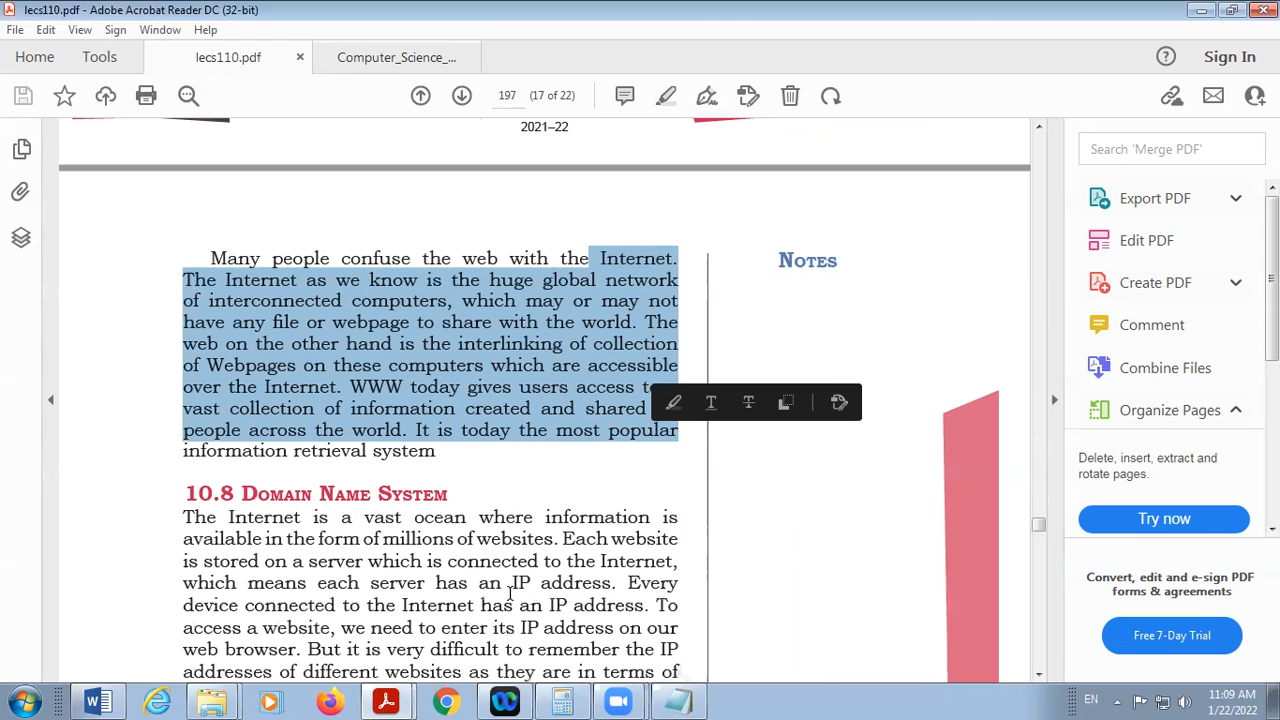 lecs110.pdf - Adobe Acrobat Reader DC (32-bit)
File Edit View Sign Window Help
Home Tools lecs110.pdf × Computer_Science_... ? Sign In
197 (17 of 22)
2021–22
Search 'Merge PDF'
Many people confuse the web with the Internet.
The Internet as we know is the huge global network
of interconnected computers, which may or may not
have any file or webpage to share with the world. The
web on the other hand is the interlinking of collection
of Webpages on these computers which are accessible
over the Internet. WWW today gives users access
vast collection of information created and shared
people across the world. It is today the most popular
information retrieval system
10.8 DOMAIN NAME SYSTEM
The Internet is a vast ocean where information is
available in the form of millions of websites. Each website
is stored on a server which is connected to the Internet,
which means each server has an IP address. Every
device connected to the Internet has an IP address. To
access a website, we need to enter its IP address on our
web browser. But it is very difficult to remember the IP
addresses of different websites as they are in terms of
NOTES
Export PDF
Edit PDF
Create PDF
Comment
Combine Files
Organize Pages
Delete, insert, extract and
rotate pages.
Try now
Convert, edit and e-sign PDF
forms & agreements
Free 7-Day Trial
EN
11:09 AM
1/22/2022